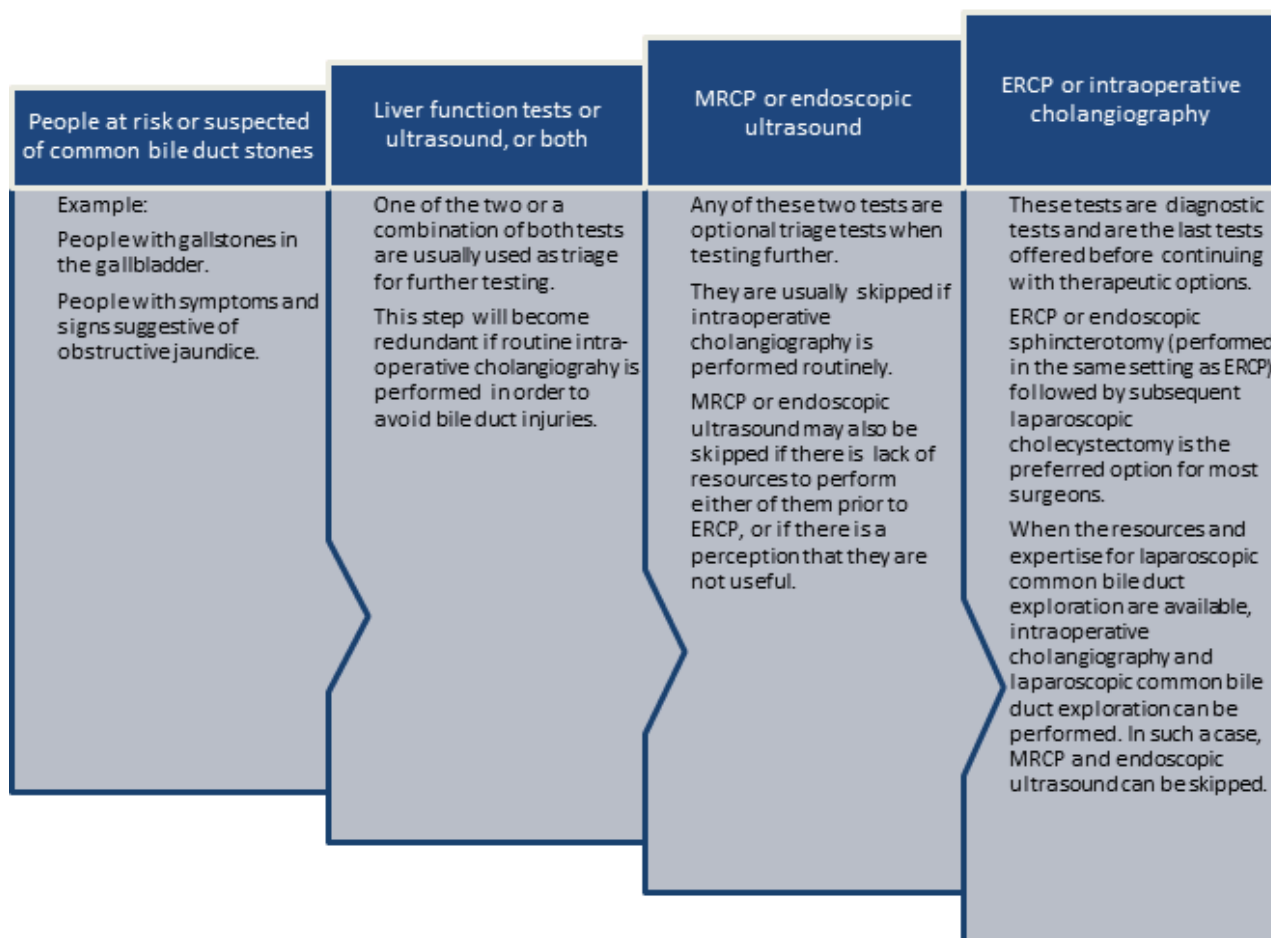 People at risk or suspected
of common bile duct stones
Example:
People with gallstones in
the gallbladder.
People with symptoms and
signs suggestive of
obstructive jaundice.
Liver function tests or
ultrasound, or both
One of the two or a
combination of both tests
are usually used as triage
for further testing.
This step will become
redundant if routine intra-
operative cholangiograhy is
performed in order to
avoid bile duct injuries.
MRCP or endoscopic
ultrasound
Any of these two tests are
optional triage tests when
testing further.
They are usually skipped if
intraoperative
cholangiography is
performed routinely.
MRCP or endoscopic
ultrasound may also be
skipped if there is lack of
resources to perform
either of them prior to
ERCP, or if there is a
perception that they are
not useful.
ERCP or intraoperative
cholangiography
These tests are diagnostic
tests and are the last tests
offered before continuing
with therapeutic options.
ERCP or endoscopic
sphincterotomy (performed
in the same setting as ERCP)
followed by subsequent
laparoscopic
cholecystectomy is the
preferred option for most
surgeons.
When the resources and
expertise for laparoscopic
common bile duct
exploration are available,
intraoperative
cholangiography and
laparoscopic common bile
duct exploration can be
performed. In such a case,
MRCP and endoscopic
ultrasound can be skipped.